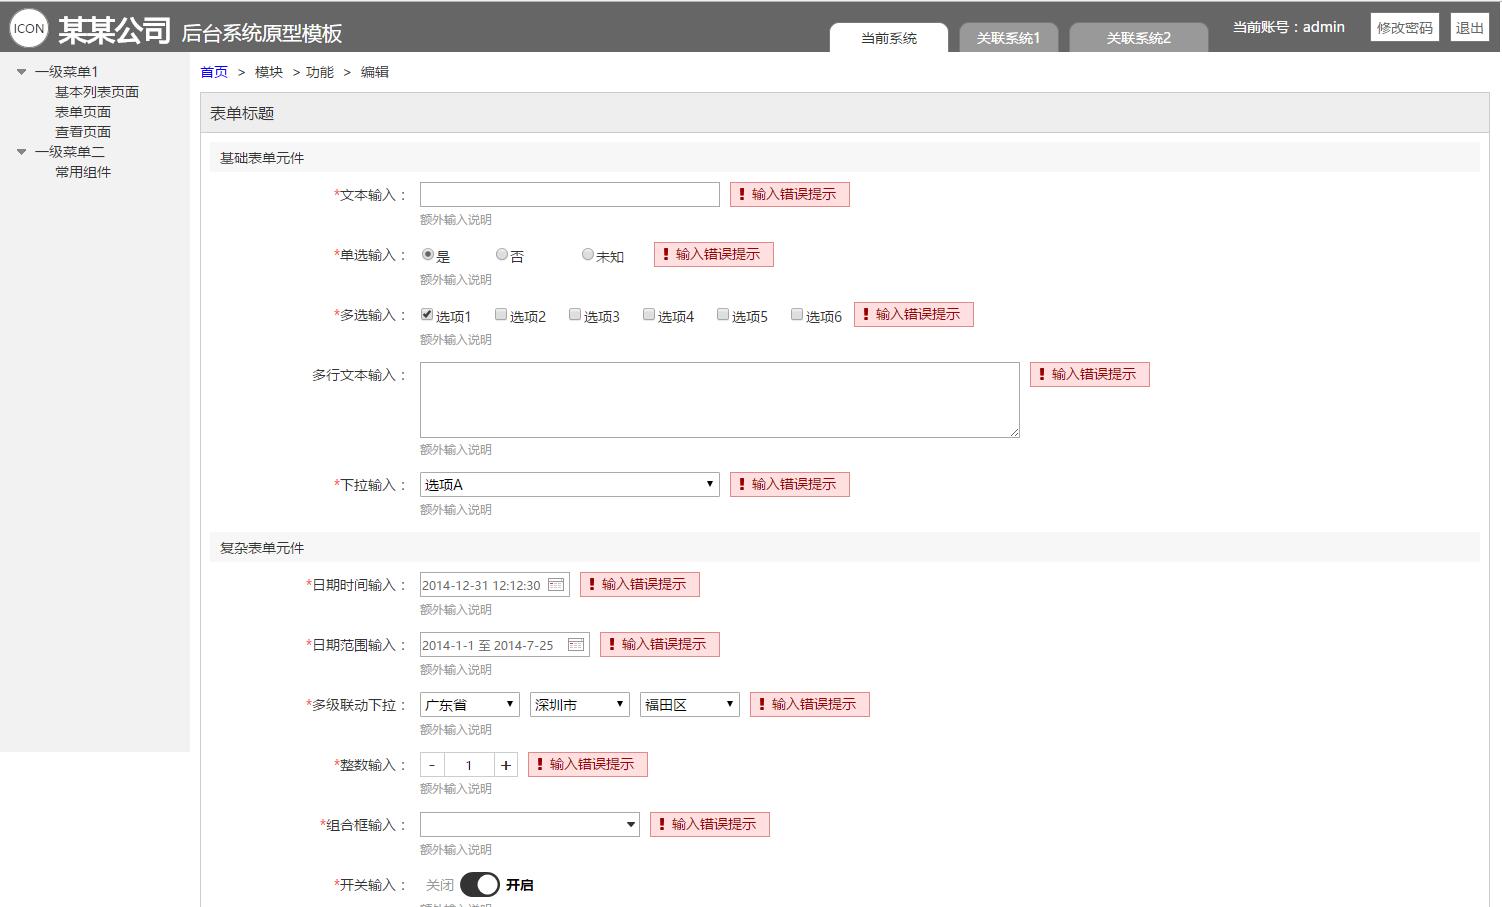 ICON 某某公司 后台系统原型模板 当前系统 关联系统1 关联系统2 当前账号：admin 修改密码 退出
一级菜单1
基本列表页面
表单页面
查看页面
一级菜单二
常用组件
首页 > 模块 > 功能 > 编辑
表单标题
基础表单元件
*文本输入： ! 输入错误提示
额外输入说明
*单选输入： 是 否 未知 ! 输入错误提示
额外输入说明
*多选输入： 选项1 选项2 选项3 选项4 选项5 选项6 ! 输入错误提示
额外输入说明
多行文本输入： ! 输入错误提示
额外输入说明
*下拉输入： 选项A ! 输入错误提示
额外输入说明
复杂表单元件
*日期时间输入： 2014-12-31 12:12:30 ! 输入错误提示
额外输入说明
*日期范围输入： 2014-1-1 至 2014-7-25 ! 输入错误提示
额外输入说明
*多级联动下拉： 广东省 深圳市 福田区 ! 输入错误提示
额外输入说明
*整数输入： - 1 + ! 输入错误提示
额外输入说明
*组合框输入： ! 输入错误提示
额外输入说明
*开关输入： 关闭 开启